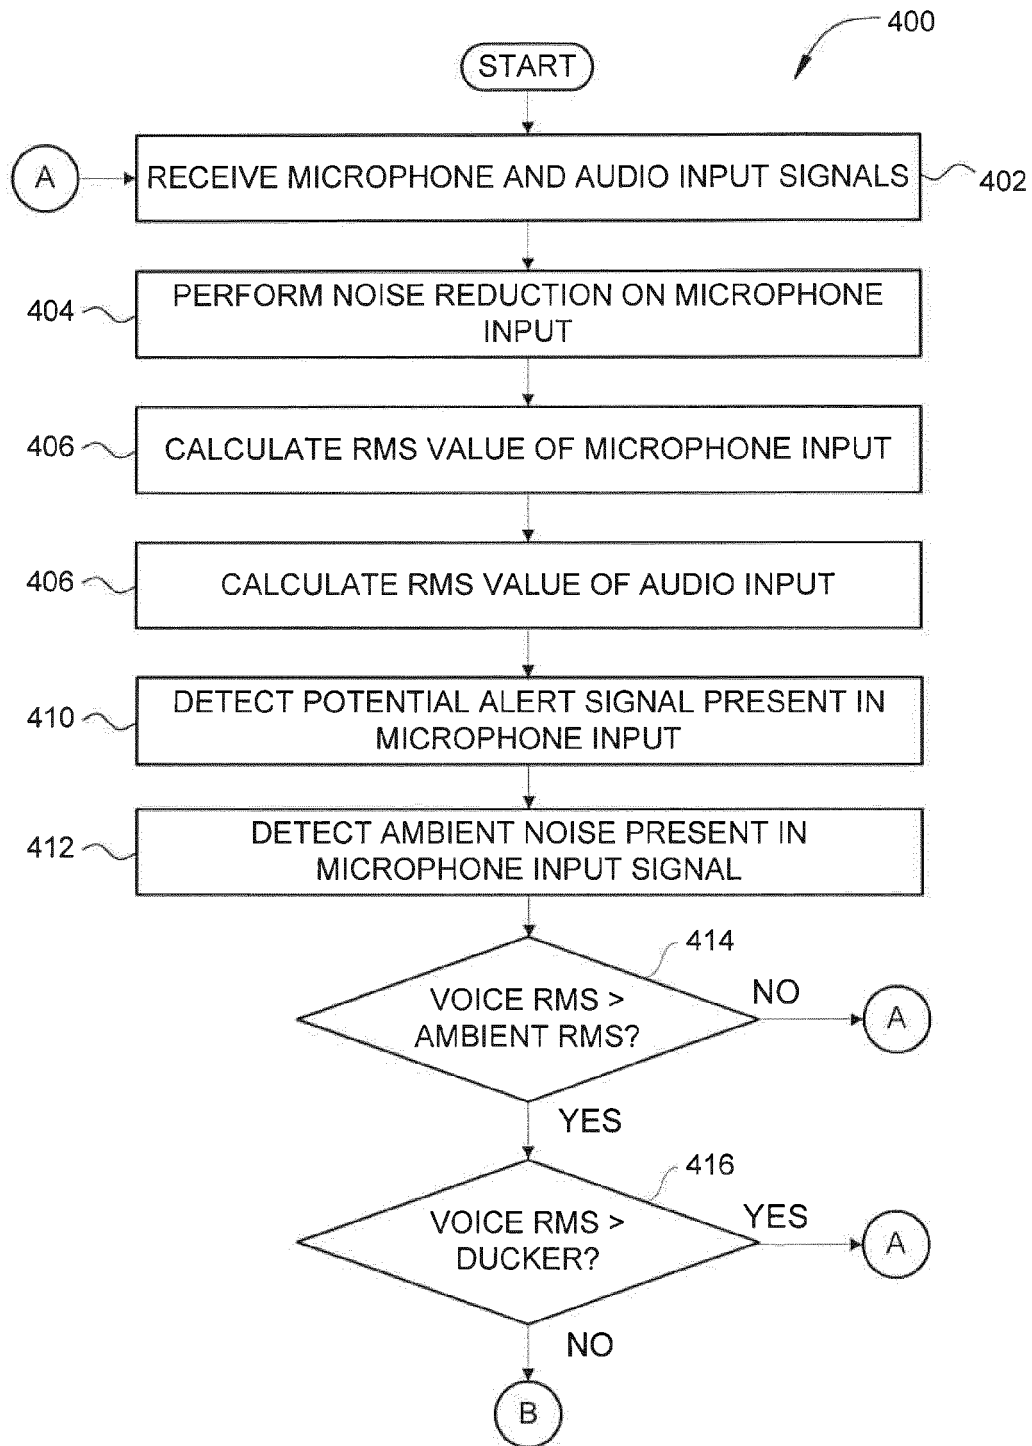 400
START
A
RECEIVE MICROPHONE AND AUDIO INPUT SIGNALS
402
404
PERFORM NOISE REDUCTION ON MICROPHONE
INPUT
406
CALCULATE RMS VALUE OF MICROPHONE INPUT
406
CALCULATE RMS VALUE OF AUDIO INPUT
410
DETECT POTENTIAL ALERT SIGNAL PRESENT IN
MICROPHONE INPUT
412
DETECT AMBIENT NOISE PRESENT IN
MICROPHONE INPUT SIGNAL
414
VOICE RMS >
AMBIENT RMS?
NO
A
YES
416
VOICE RMS >
DUCKER?
YES
A
NO
B